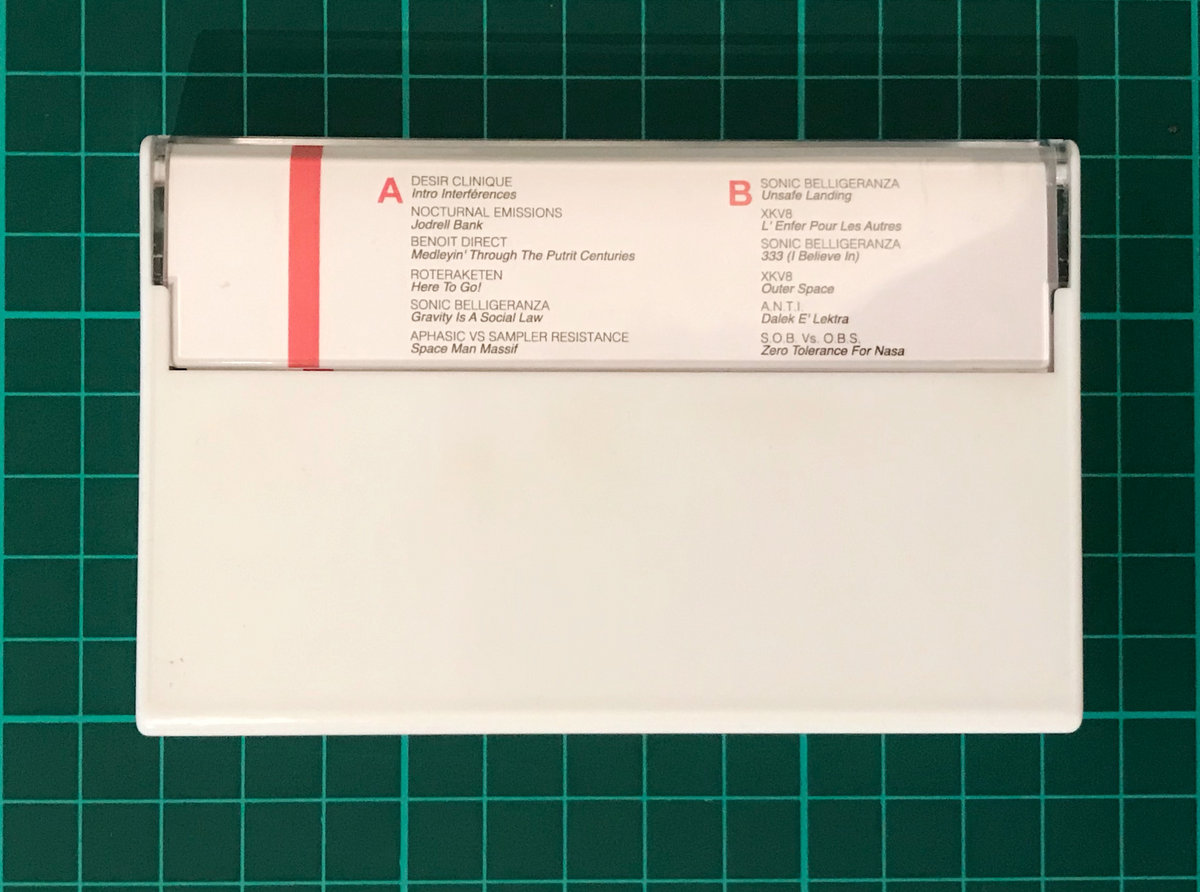 A
DESIR CLINIQUE
Intro Interférences
NOCTURNAL EMISSIONS
Jodrell Bank
BENOIT DIRECT
Medleyin' Through The Putrit Centuries
ROTERAKETEN
Here To Go!
SONIC BELLIGERANZA
Gravity Is A Social Law
APHASIC VS SAMPLER RESISTANCE
Space Man Massif
B
SONIC BELLIGERANZA
Unsafe Landing
XKV8
L' Enfer Pour Les Autres
SONIC BELLIGERANZA
333 (I Believe In)
XKV8
Outer Space
A.N.T.I.
Dalek E' Lektra
S.O.B. Vs. O.B.S.
Zero Tolerance For Nasa